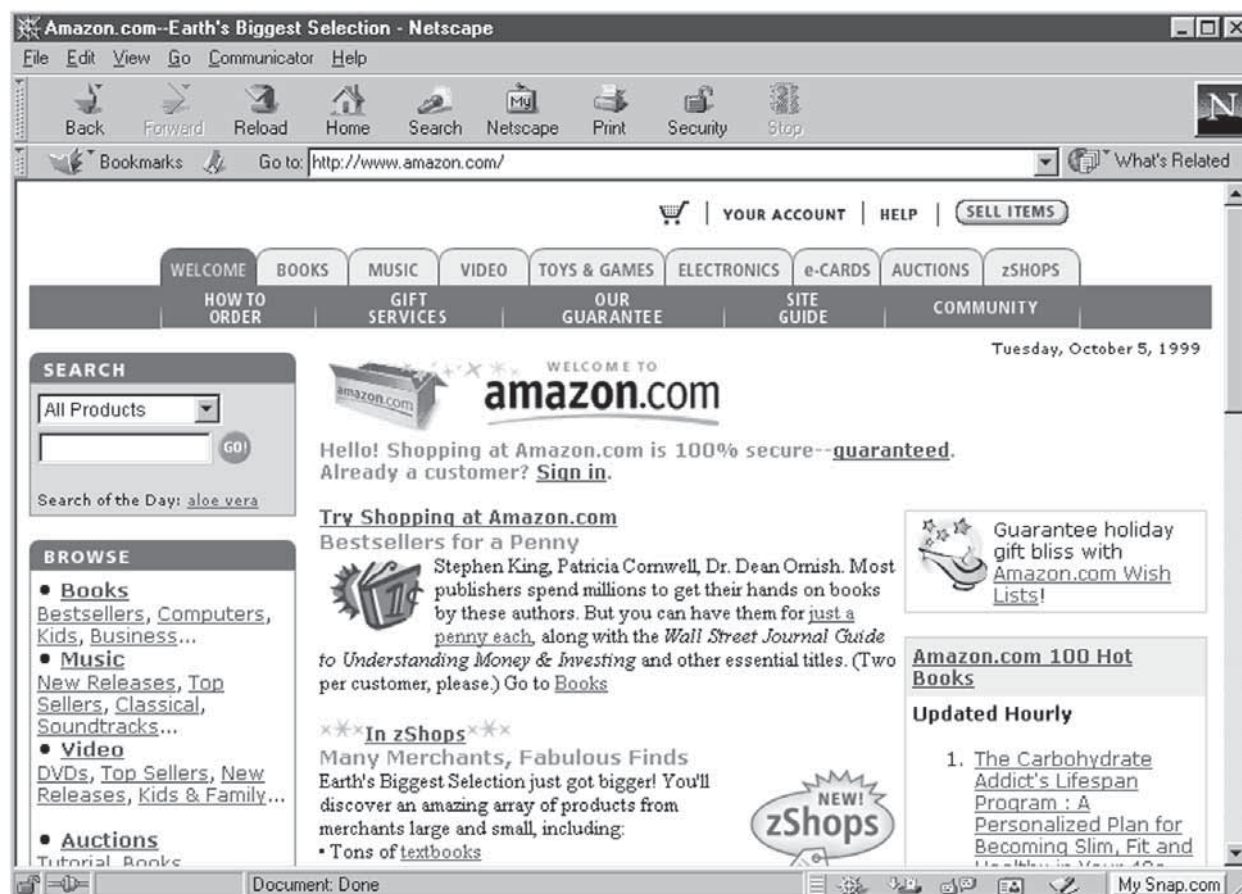 Amazon.com--Earth's Biggest Selection - Netscape
File Edit View Go Communicator Help
My
N
Back Forward Reload Home Search Netscape Print Security Stop
Bookmarks Go to: http://www.amazon.com/ What's Related
YOUR ACCOUNT | HELP | SELL ITEMS
WELCOME BOOKS MUSIC VIDEO TOYS & GAMES ELECTRONICS e-CARDS AUCTIONS zSHOPS
HOW TO ORDER
GIFT SERVICES
OUR GUARANTEE
SITE GUIDE
COMMUNITY
Tuesday, October 5, 1999
SEARCH
All Products
GO!
Search of the Day: aloe vera
BROWSE
• Books
Bestsellers, Computers,
Kids, Business...
• Music
New Releases, Top
Sellers, Classical,
Soundtracks...
• Video
DVDs, Top Sellers, New
Releases, Kids & Family...
• Auctions
Tutorial, Books
amazon.com
WELCOME TO
amazon.com
Hello! Shopping at Amazon.com is 100% secure--guaranteed.
Already a customer? Sign in.
Try Shopping at Amazon.com
Bestsellers for a Penny
1¢
Stephen King, Patricia Cornwell, Dr. Dean Ornish. Most
publishers spend millions to get their hands on books
by these authors. But you can have them for just a
penny each, along with the Wall Street Journal Guide
to Understanding Money & Investing and other essential titles. (Two
per customer, please.) Go to Books
In zShops
Many Merchants, Fabulous Finds
Earth's Biggest Selection just got bigger! You'll
discover an amazing array of products from
merchants large and small, including:
• Tons of textbooks
NEW!
zShops
Guarantee holiday
gift bliss with
Amazon.com Wish
Lists!
Amazon.com 100 Hot
Books
Updated Hourly
1. The Carbohydrate
Addict's Lifespan
Program : A
Personalized Plan for
Becoming Slim, Fit and
Healthy in Your 40s
Document: Done
My Snap.com